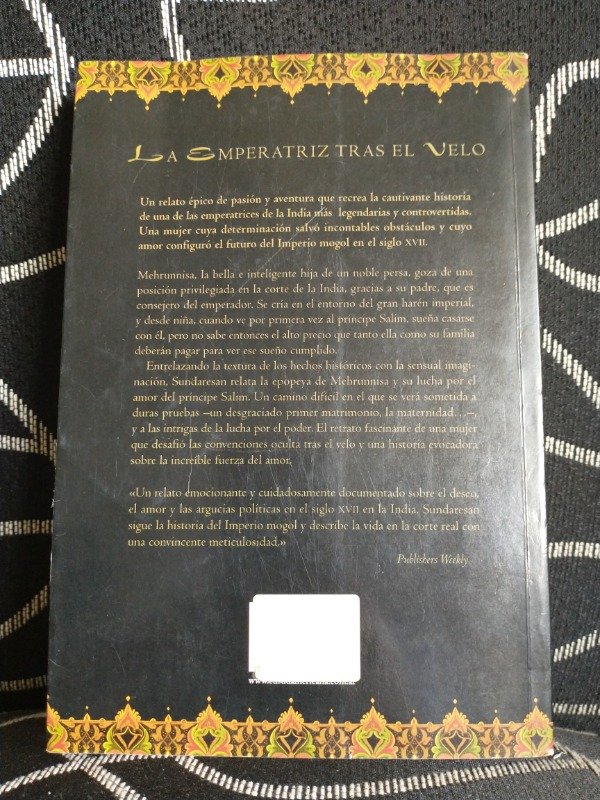 LA EMPERATRIZ TRAS EL VELO
Un relato épico de pasión y aventura que recrea la cautivante historia
de una de las emperatrices de la India más legendarias y controvertidas.
Una mujer cuya determinación salvó incontables obstáculos y cuyo
amor configuró el futuro del Imperio mogol en el siglo XVII.
Mehrunnisa, la bella e inteligente hija de un noble persa, goza de una
posición privilegiada en la corte de la India, gracias a su padre, que es
consejero del emperador. Se cría en el entorno del gran harén imperial,
y desde niña, cuando ve por primera vez al príncipe Salim, sueña casarse
con él, pero no sabe entonces el alto precio que tanto ella como su familia
deberán pagar para ver ese sueño cumplido.
Entrelazando la textura de los hechos históricos con la sensual imagi-
nación, Sundaresan relata la epopeya de Mehrunnisa y su lucha por el
amor del príncipe Salim. Un camino difícil en el que se verá sometida a
duras pruebas –un desgraciado primer matrimonio, la maternidad…–,
y a las intrigas de la lucha por el poder. El retrato fascinante de una mujer
que desafió las convenciones oculta tras el velo y una historia evocadora
sobre la increíble fuerza del amor.
«Un relato emocionante y cuidadosamente documentado sobre el deseo,
el amor y las argucias políticas en el siglo XVII en la India. Sundaresan
sigue la historia del Imperio mogol y describe la vida en la corte real con
una convincente meticulosidad.»
Publishers Weekly